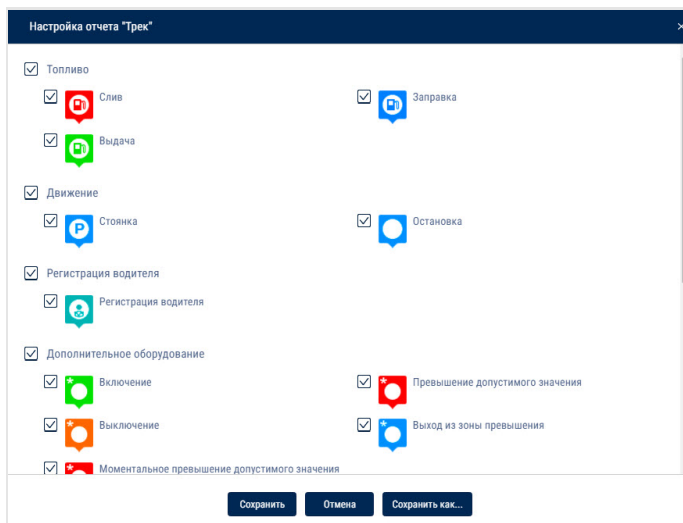 Настройка отчета "Трек"
Топливо
Слив
Заправка
Выдача
Движение
P
Стоянка
Остановка
Регистрация водителя
Регистрация водителя
Дополнительное оборудование
Включение
Превышение допустимого значения
Выключение
Выход из зоны превышения
Моментальное превышение допустимого значения
Сохранить
Отмена
Сохранить как...